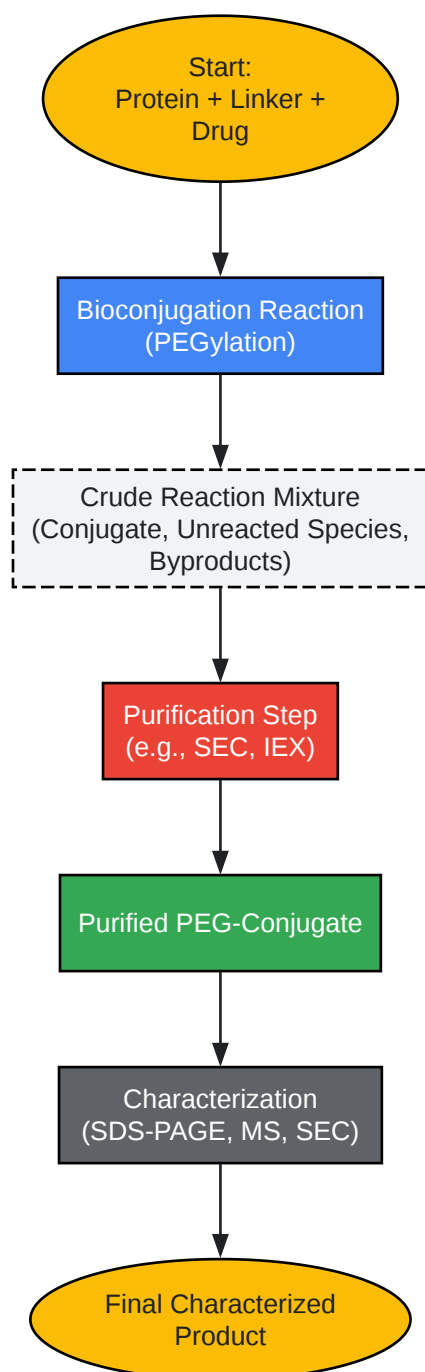 Start:
Protein + Linker +
Drug
Bioconjugation Reaction
(PEGylation)
Crude Reaction Mixture
(Conjugate, Unreacted Species,
Byproducts)
Purification Step
(e.g., SEC, IEX)
Purified PEG-Conjugate
Characterization
(SDS-PAGE, MS, SEC)
Final Characterized
Product